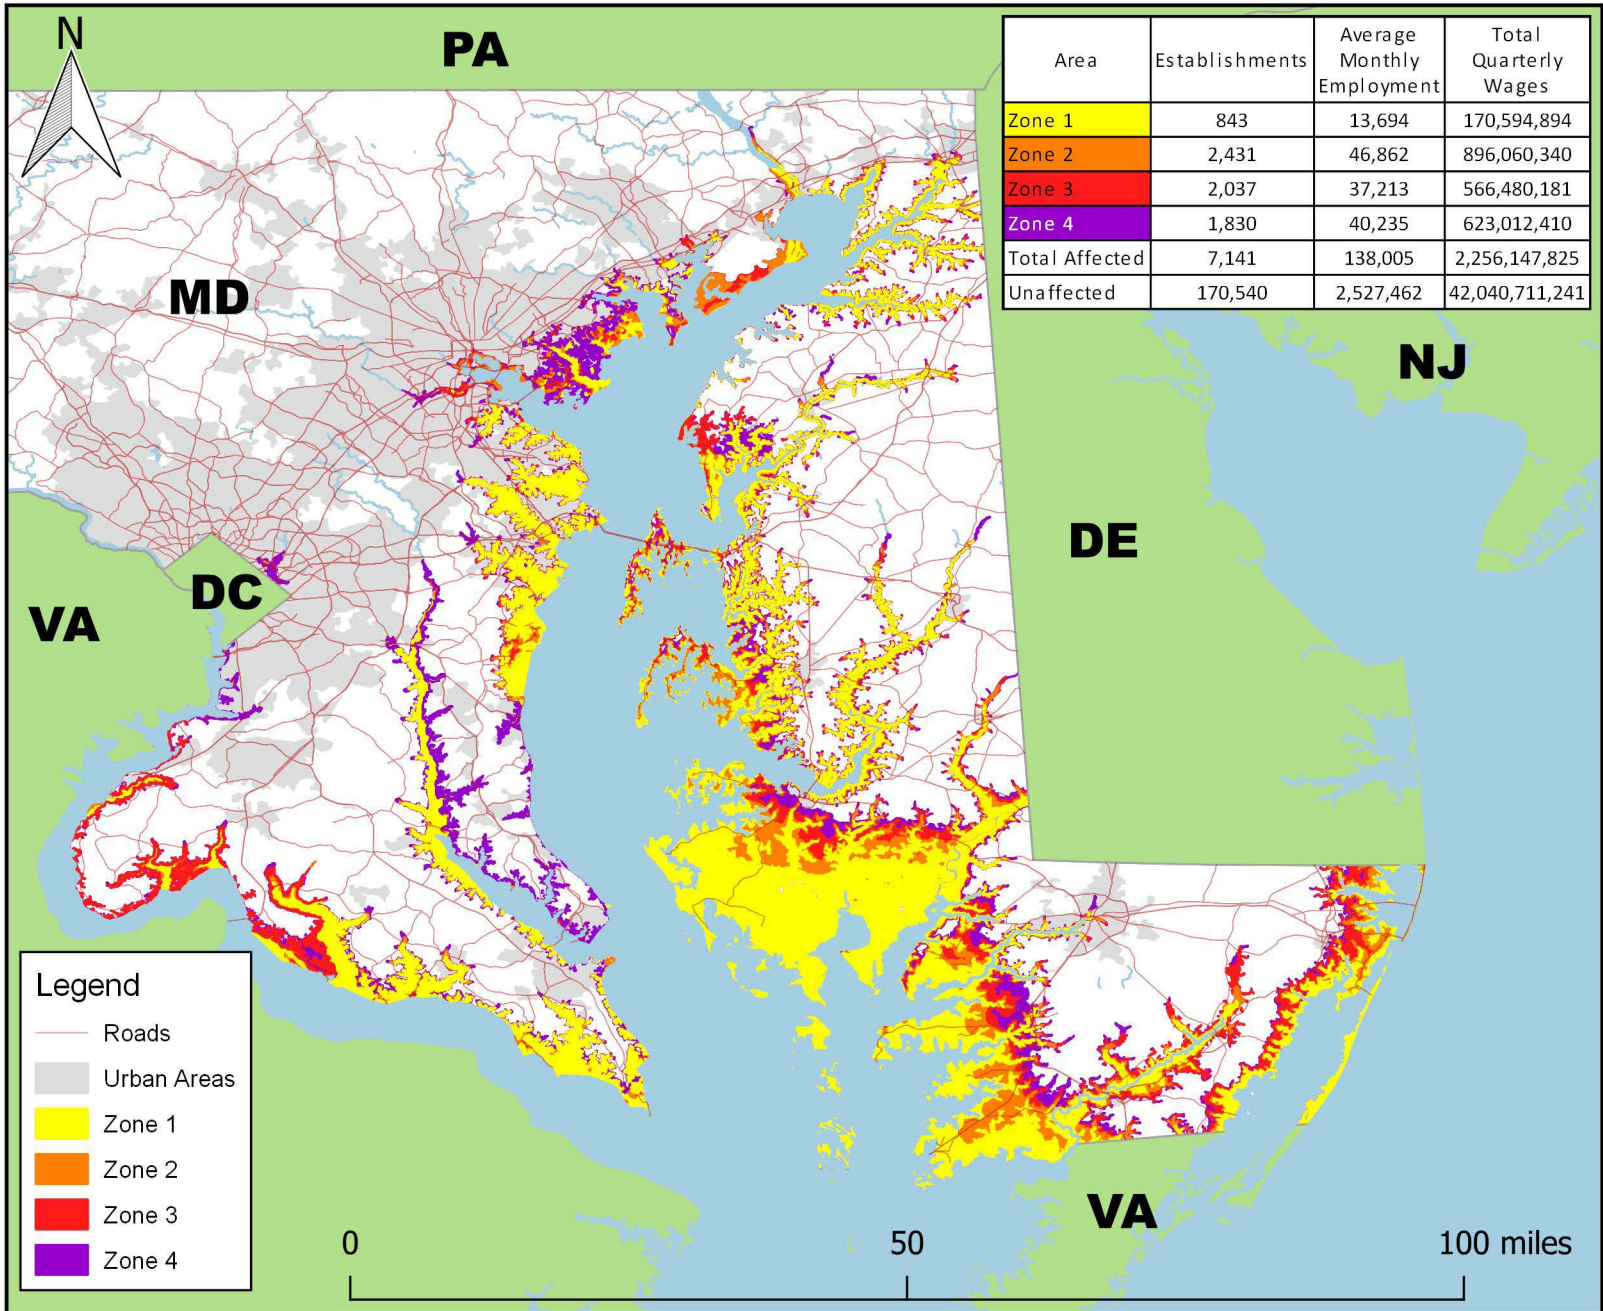 N
PA
Area Establishments Average Monthly Employment Total Quarterly Wages
Zone 1 843 13,694 170,594,894
Zone 2 2,431 46,862 896,060,340
Zone 3 2,037 37,213 566,480,181
Zone 4 1,830 40,235 623,012,410
Total Affected 7,141 138,005 2,256,147,825
Unaffected 170,540 2,527,462 42,040,711,241
MD
NJ
DE
DC
VA
Legend
Roads
Urban Areas
Zone 1
Zone 2
Zone 3
Zone 4
VA
0 50 100 miles